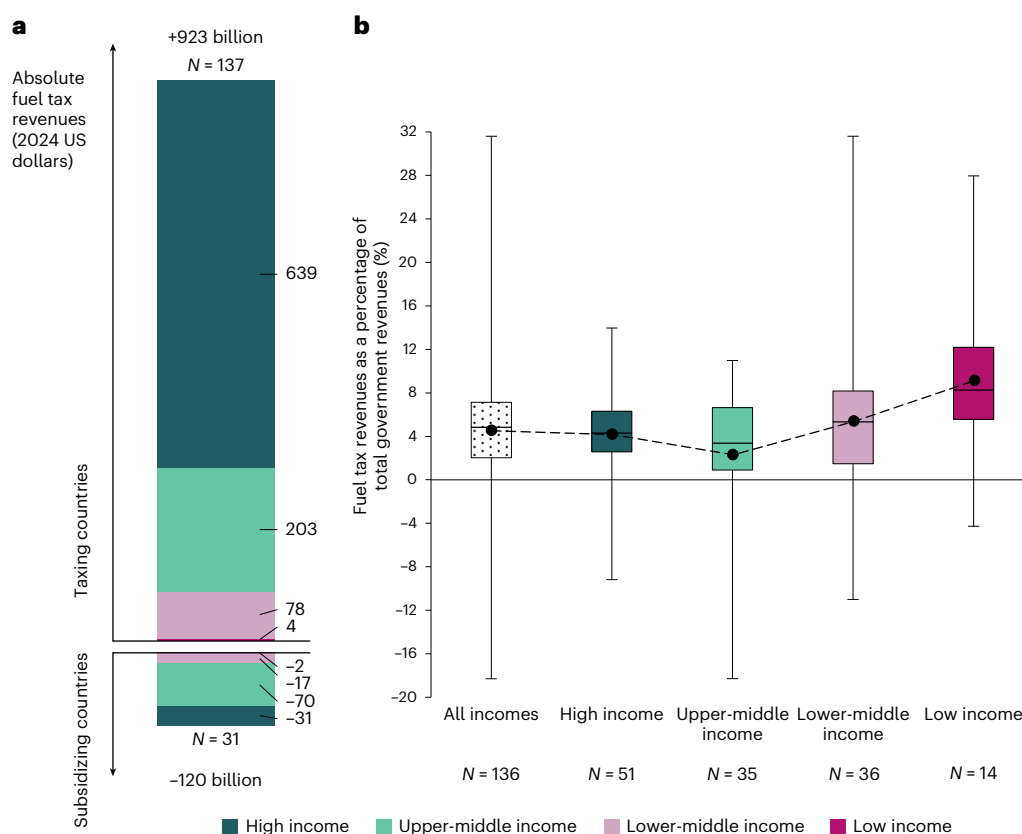 a
+923 billion
N = 137
Absolute
fuel tax
revenues
(2024 US
dollars)
639
203
78
4
Taxing countries
–2
–17
–70
–31
Subsidizing countries
N = 31
–120 billion
b
Fuel tax revenues as a percentage of
total government revenues (%)
32
28
24
20
16
12
8
4
0
–4
–8
–12
–16
–20
All incomes
High income
Upper-middle
income
Lower-middle
income
Low income
N = 136
N = 51
N = 35
N = 36
N = 14
High income
Upper-middle income
Lower-middle income
Low income